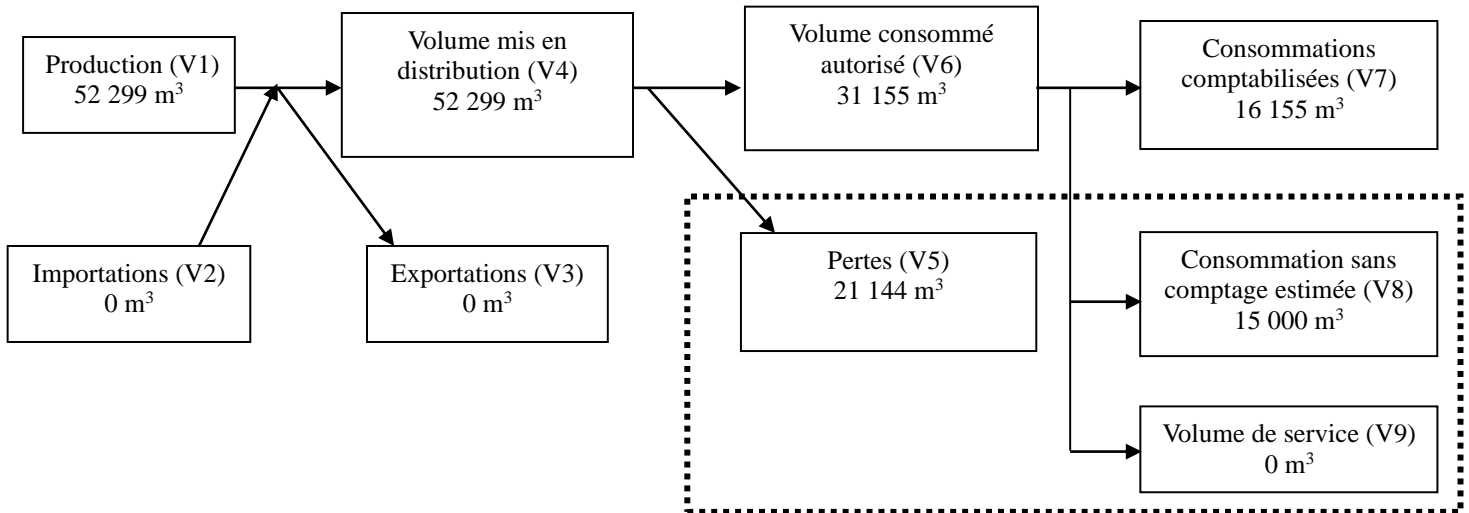 Production (V1)
52 299 m³
Volume mis en
distribution (V4)
52 299 m³
Volume consommé
autorisé (V6)
31 155 m³
Consommations
comptabilisées (V7)
16 155 m³
Importations (V2)
0 m³
Exportations (V3)
0 m³
Pertes (V5)
21 144 m³
Consommation sans
comptage estimée (V8)
15 000 m³
Volume de service (V9)
0 m³